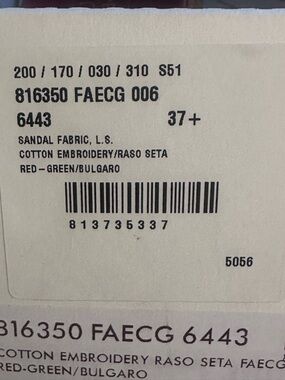 200 / 170 / 030 / 310 S51
816350 FAECG 006
6443 37+
SANDAL FABRIC, L.S.
COTTON EMBROIDERY/RASO SETA
RED-GREEN/BULGARO
813735337
5056
816350 FAECG 6443
COTTON EMBROIDERY RASO SETA FAECG
RED-GREEN/BULGARO